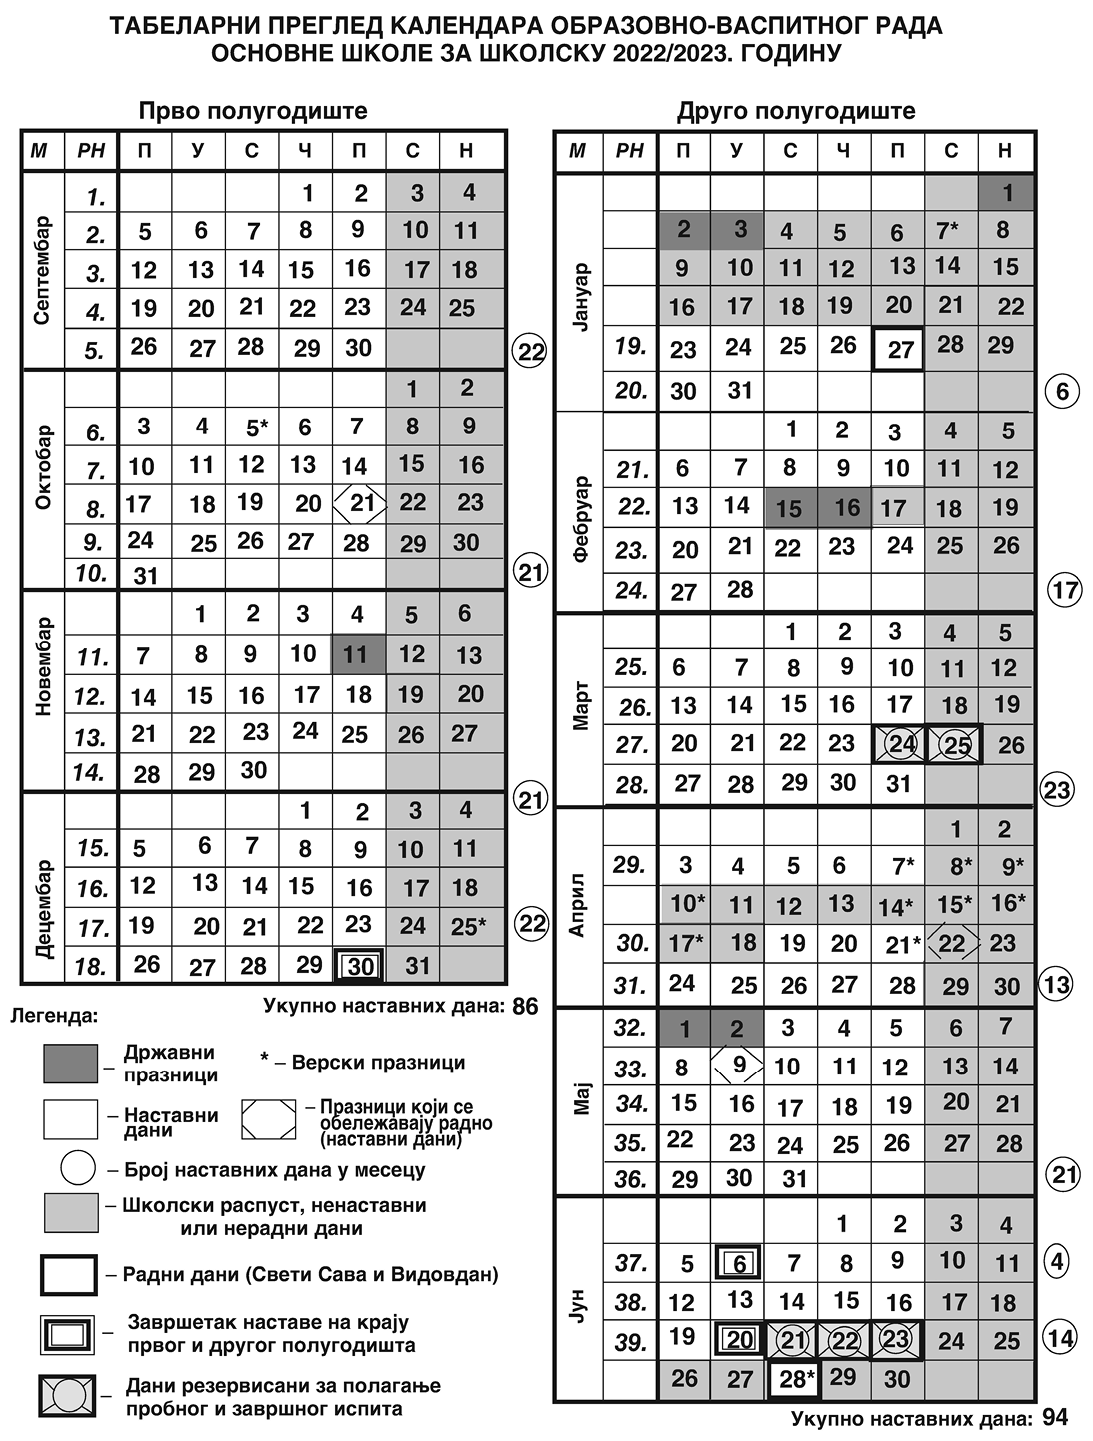 ТАБЕЛАРНИ ПРЕГЛЕД КАЛЕНДАРА ОБРАЗОВНО-ВАСПИТНОГ РАДА
ОСНОВНЕ ШКОЛЕ ЗА ШКОЛСКУ 2022/2023. ГОДИНУ
Прво полугодиште
М РН П У С Ч П С Н
Септембар
1. 1 2 3 4
2. 5 6 7 8 9 10 11
3. 12 13 14 15 16 17 18
4. 19 20 21 22 23 24 25
5. 26 27 28 29 30
22
Октобар
1 2
6. 3 4 5* 6 7 8 9
7. 10 11 12 13 14 15 16
8. 17 18 19 20 21 22 23
9. 24 25 26 27 28 29 30
10. 31
21
Новембар
1 2 3 4 5 6
11. 7 8 9 10 11 12 13
12. 14 15 16 17 18 19 20
13. 21 22 23 24 25 26 27
14. 28 29 30
21
Децембар
1 2 3 4
15. 5 6 7 8 9 10 11
16. 12 13 14 15 16 17 18
17. 19 20 21 22 23 24 25*
22
18. 26 27 28 29 30 31
Укупно наставних дана: 86
Легенда:
– Државни
празници
* – Верски празници
– Наставни
дани
– Празници који се
обележавају радно
(наставни дани)
– Број наставних дана у месецу
– Школски распуст, ненаставни
или нерадни дани
– Радни дани (Свети Сава и Видовдан)
– Завршетак наставе на крају
првог и другог полугодишта
– Дани резервисани за полагање
пробног и завршног испита
Друго полугодиште
М РН П У С Ч П С Н
Јануар
1
2 3 4 5 6 7* 8
9 10 11 12 13 14 15
16 17 18 19 20 21 22
19. 23 24 25 26 27 28 29
20. 30 31
6
Фебруар
1 2 3 4 5
21. 6 7 8 9 10 11 12
22. 13 14 15 16 17 18 19
23. 20 21 22 23 24 25 26
24. 27 28
17
Март
1 2 3 4 5
25. 6 7 8 9 10 11 12
26. 13 14 15 16 17 18 19
27. 20 21 22 23 24 25 26
28. 27 28 29 30 31
23
Април
1 2
29. 3 4 5 6 7* 8* 9*
10* 11 12 13 14* 15* 16*
30. 17* 18 19 20 21* 22 23
31. 24 25 26 27 28 29 30
13
Мај
32. 1 2 3 4 5 6 7
33. 8 9 10 11 12 13 14
34. 15 16 17 18 19 20 21
35. 22 23 24 25 26 27 28
36. 29 30 31
21
Јун
1 2 3 4
37. 5 6 7 8 9 10 11
4
38. 12 13 14 15 16 17 18
39. 19 20 21 22 23 24 25
14
26 27 28* 29 30
Укупно наставних дана: 94